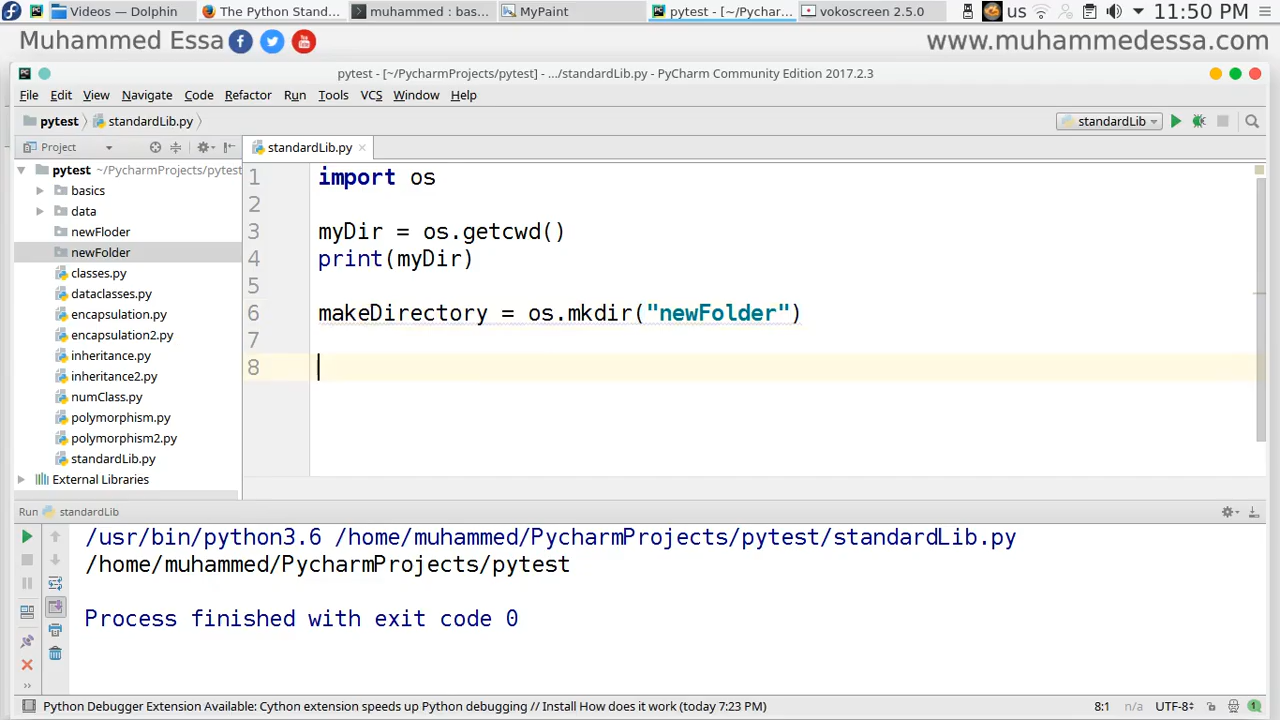 Videos — Dolphin
The Python Stand...
muhammed : bas...
MyPaint
pytest - [~/Pychar...
vokoscreen 2.5.0
us
11:50 PM
Muhammed Essa
www.muhammedessa.com
pytest - [~/PycharmProjects/pytest] - .../standardLib.py - PyCharm Community Edition 2017.2.3
File Edit View Navigate Code Refactor Run Tools VCS Window Help
pytest standardLib.py
standardLib
Project
standardLib.py
pytest ~/PycharmProjects/pytest
basics
data
newFloder
newFolder
classes.py
dataclasses.py
encapsulation.py
encapsulation2.py
inheritance.py
inheritance2.py
numClass.py
polymorphism.py
polymorphism2.py
standardLib.py
External Libraries
1 import os
2
3 myDir = os.getcwd()
4 print(myDir)
5
6 makeDirectory = os.mkdir("newFolder")
7
8
Run standardLib
/usr/bin/python3.6 /home/muhammed/PycharmProjects/pytest/standardLib.py
/home/muhammed/PycharmProjects/pytest
Process finished with exit code 0
Python Debugger Extension Available: Cython extension speeds up Python debugging // Install How does it work (today 7:23 PM)
8:1 n/a UTF-8 1